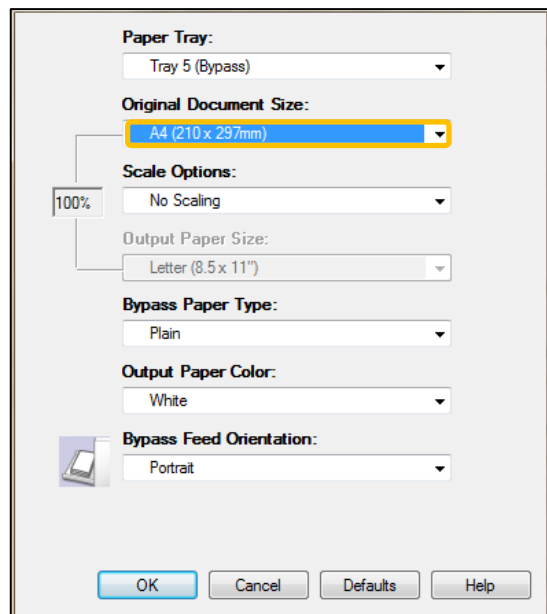 Paper Tray:
Tray 5 (Bypass)
Original Document Size:
A4 (210 x 297mm)
Scale Options:
100%
No Scaling
Output Paper Size:
Letter (8.5 x 11")
Bypass Paper Type:
Plain
Output Paper Color:
White
Bypass Feed Orientation:
Portrait
OK Cancel Defaults Help